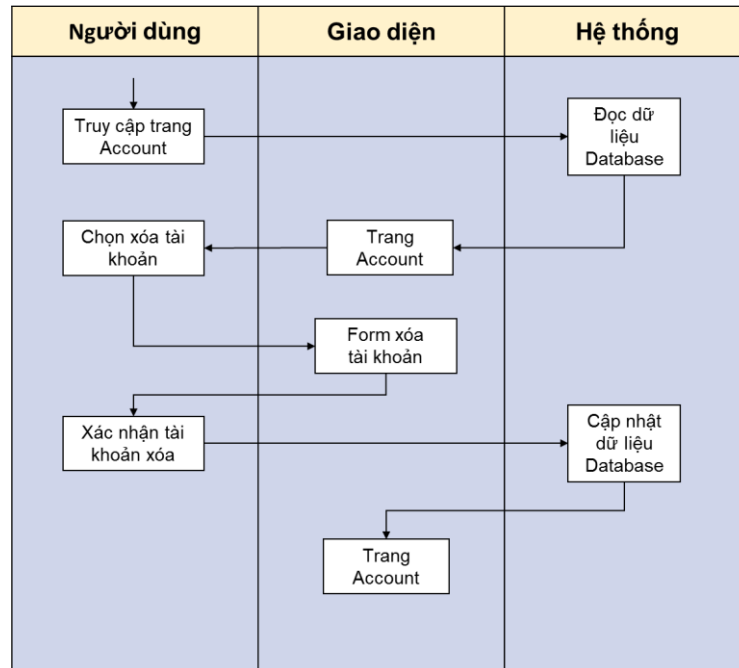 Người dùng
Giao diện
Hệ thống
Truy cập trang
Account
Đọc dữ
liệu
Database
Chọn xóa tài
khoản
Trang
Account
Form xóa
tài khoản
Xác nhận tài
khoản xóa
Cập nhật
dữ liệu
Database
Trang
Account